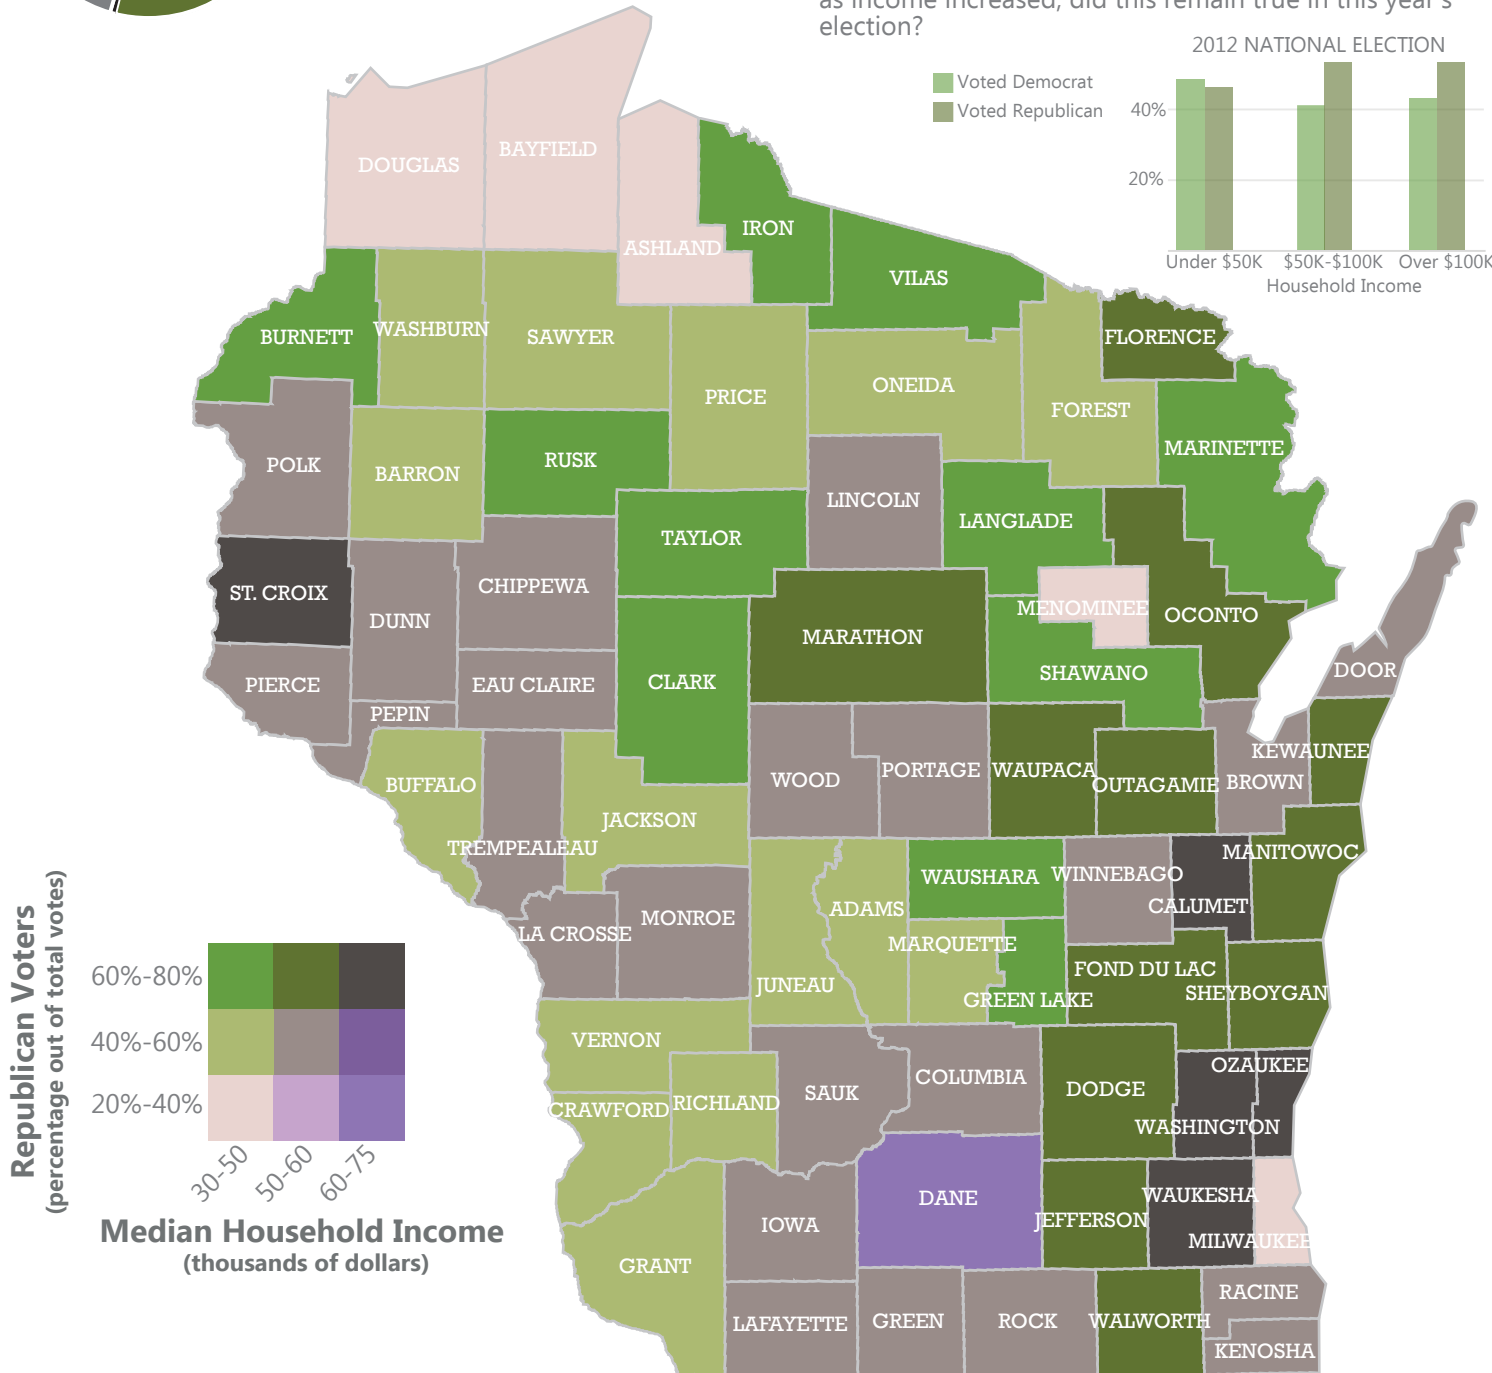 as income increased, did this remain true in this year's
election?
2012 NATIONAL ELECTION
Voted Democrat
Voted Republican
40%
20%
Under $50K
$50K-$100K
Over $100K
Household Income
DOUGLAS
BAYFIELD
ASHLAND
IRON
VILAS
BURNETT
WASHBURN
SAWYER
PRICE
ONEIDA
FOREST
FLORENCE
MARINETTE
POLK
BARRON
RUSK
LINCOLN
LANGLADE
TAYLOR
ST. CROIX
DUNN
CHIPPEWA
MENOMINEE
OCONTO
MARATHON
SHAWANO
DOOR
PIERCE
PEPIN
EAU CLAIRE
CLARK
BUFFALO
WOOD
PORTAGE
WAUPACA
OUTAGAMIE
BROWN
KEWAUNEE
TREMPEALEAU
JACKSON
MANITOWOC
WAUSHARA
WINNEBAGO
CALUMET
LA CROSSE
MONROE
ADAMS
JUNEAU
MARQUETTE
GREEN LAKE
FOND DU LAC
SHEYBOYGAN
VERNON
CRAWFORD
RICHLAND
SAUK
COLUMBIA
DODGE
OZAUKEE
WASHINGTON
DANE
JEFFERSON
WAUKESHA
MILWAUKEE
IOWA
GRANT
LAFAYETTE
GREEN
ROCK
WALWORTH
RACINE
KENOSHA
Republican Voters
(percentage out of total votes)
60%-80%
40%-60%
20%-40%
30-50
50-60
60-75
Median Household Income
(thousands of dollars)